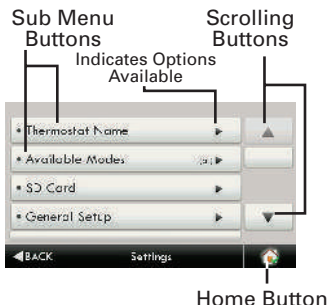 Sub Menu
Buttons
Scrolling
Buttons
Indicates Options
Available
• Thermostat Name
• Available Modes
• SD Card
• General Setup
BACK
Settings
Home Button